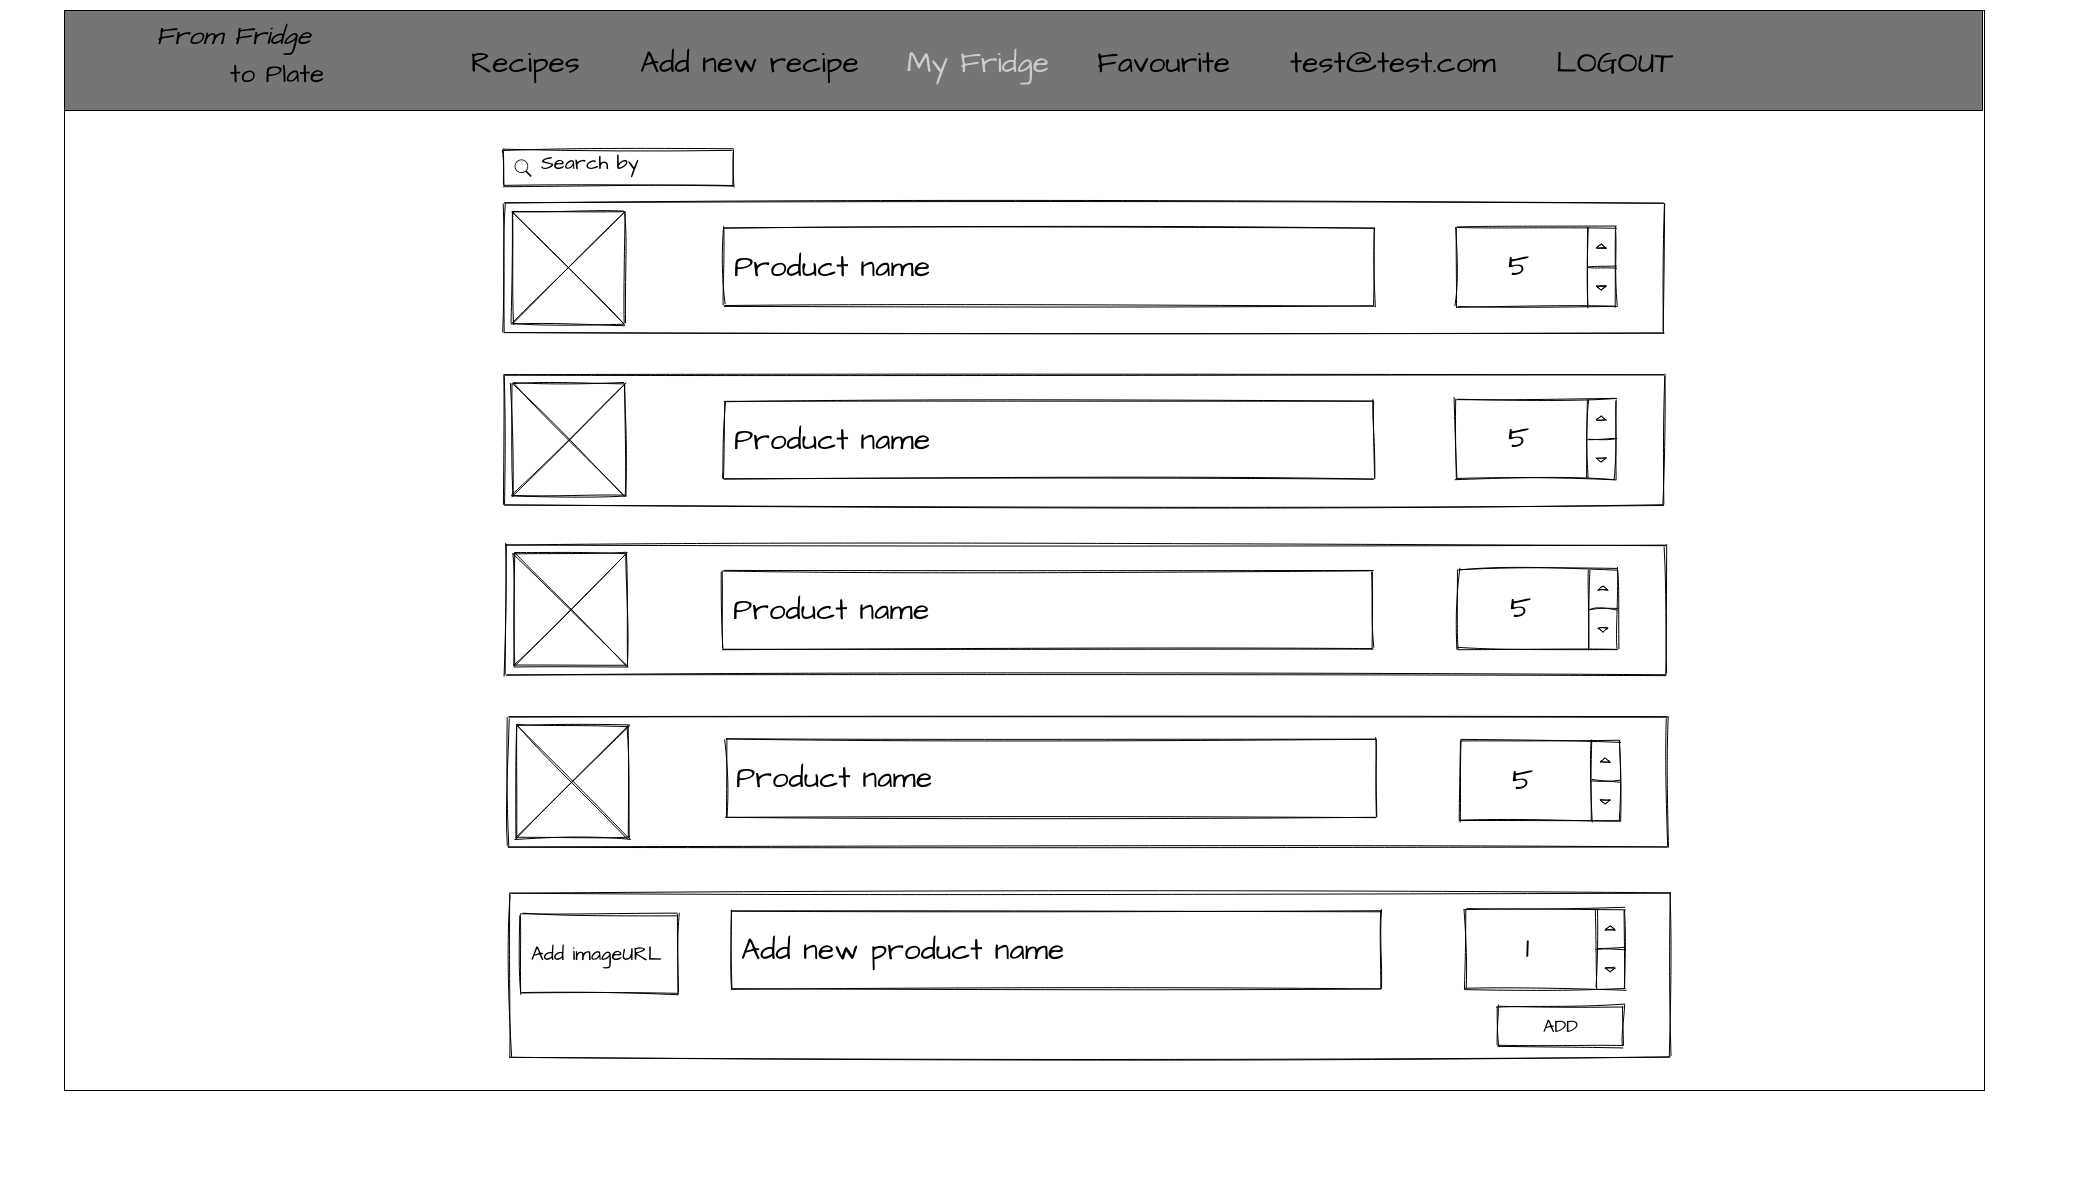 From Fridge
to Plate
Recipes Add new recipe My Fridge Favourite test@test.com LOGOUT
Search by
Product name 5
Product name 5
Product name 5
Product name 5
Add imageURL Add new product name 1
ADD